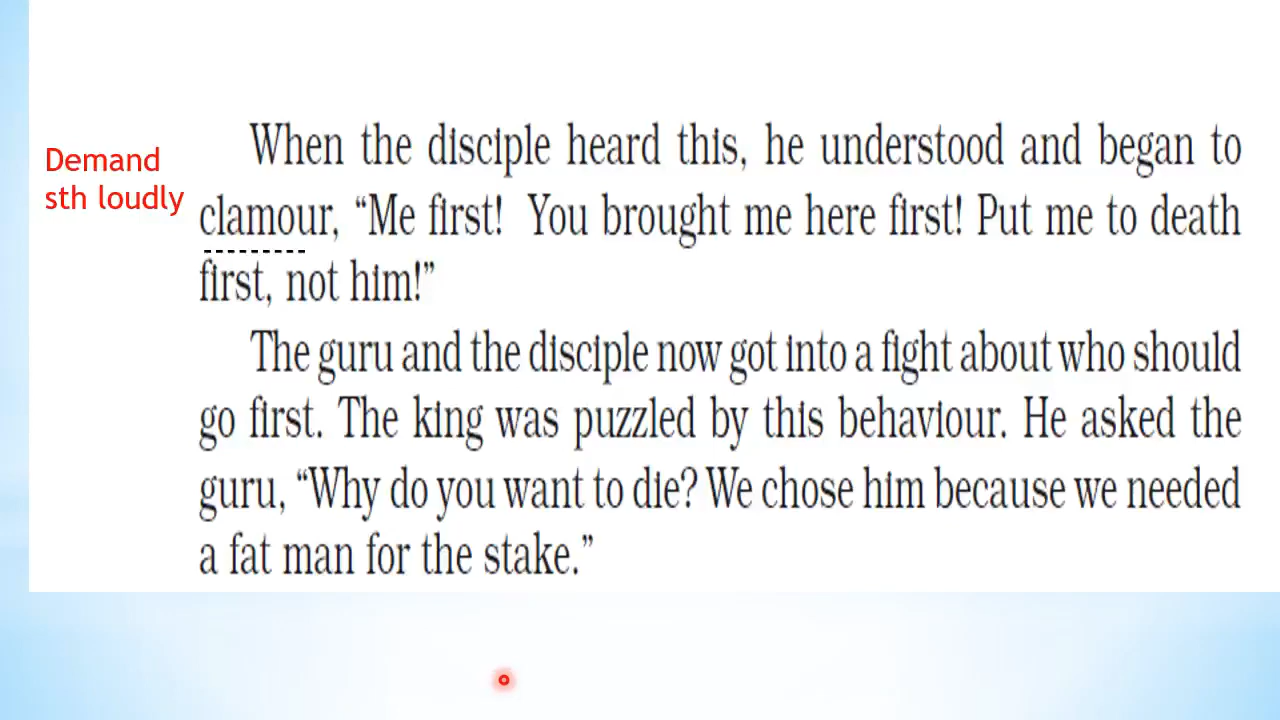 Demand
sth loudly
When the disciple heard this, he understood and began to
clamour, “Me first! You brought me here first! Put me to death
first, not him!”
The guru and the disciple now got into a fight about who should
go first. The king was puzzled by this behaviour. He asked the
guru, “Why do you want to die? We chose him because we needed
a fat man for the stake.”